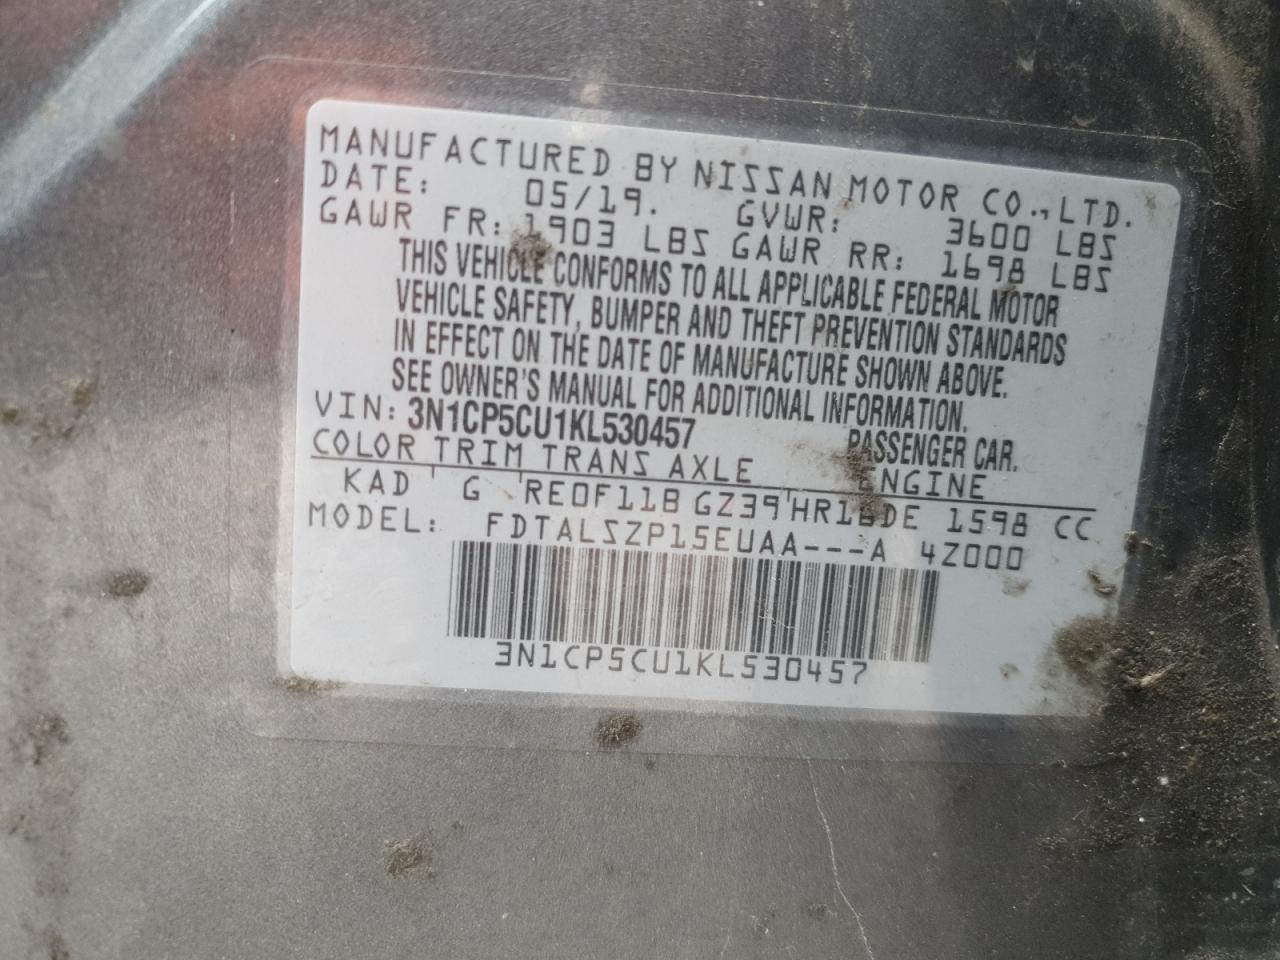 MANUFACTURED BY NISSAN MOTOR CO.,LTD.
DATE: 05/19. GVWR: 3600 LBS
GAWR FR: 1903 LBS GAWR RR: 1698 LBS
THIS VEHICLE CONFORMS TO ALL APPLICABLE FEDERAL MOTOR
VEHICLE SAFETY, BUMPER AND THEFT PREVENTION STANDARDS
IN EFFECT ON THE DATE OF MANUFACTURE SHOWN ABOVE.
SEE OWNER'S MANUAL FOR ADDITIONAL INFORMATION.
VIN: 3N1CP5CU1KL530457 PASSENGER CAR.
COLOR TRIM TRANS AXLE ENGINE
KAD G RE0F11B GZ39 HR16DE 1598 CC
MODEL: FDTALSZP15EUAA---A 4Z000
3N1CP5CU1KL530457